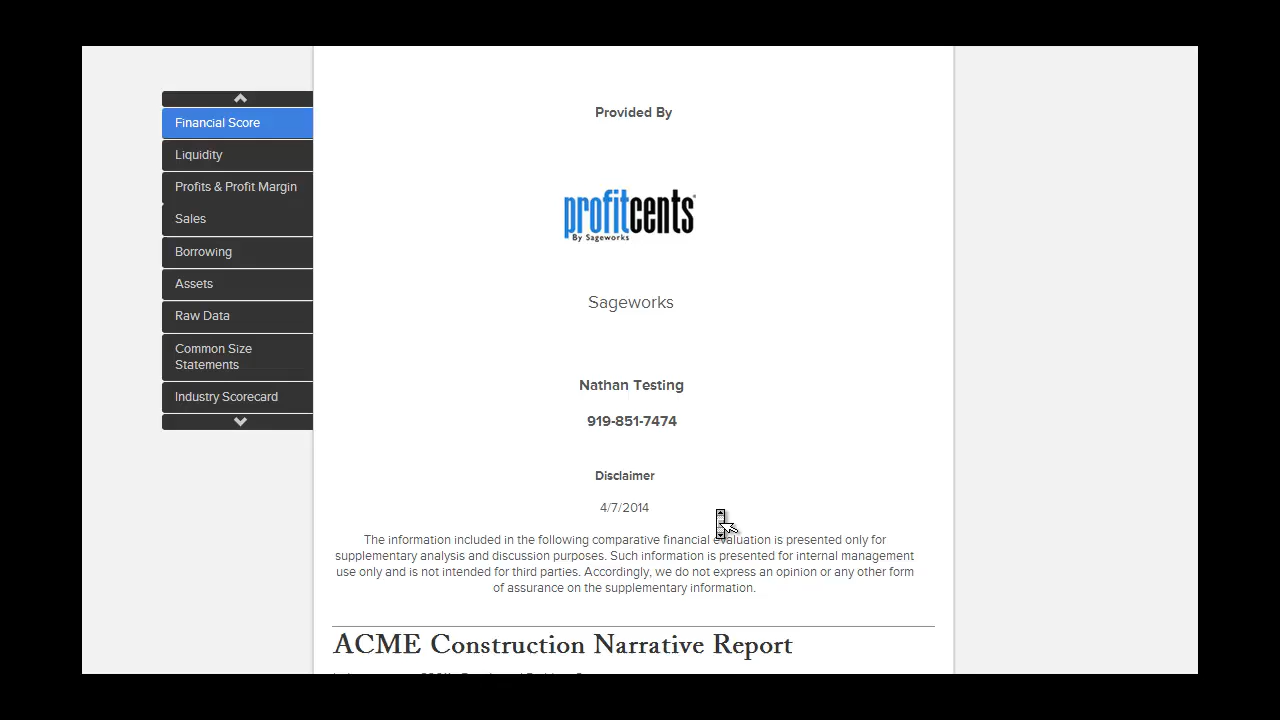 Financial Score
Liquidity
Profits & Profit Margin
Sales
Borrowing
Assets
Raw Data
Common Size
Statements
Industry Scorecard
Provided By
profitcents
By Sageworks
Sageworks
Nathan Testing
919-851-7474
Disclaimer
4/7/2014
The information included in the following comparative financial evaluation is presented only for
supplementary analysis and discussion purposes. Such information is presented for internal management
use only and is not intended for third parties. Accordingly, we do not express an opinion or any other form
of assurance on the supplementary information.
ACME Construction Narrative Report